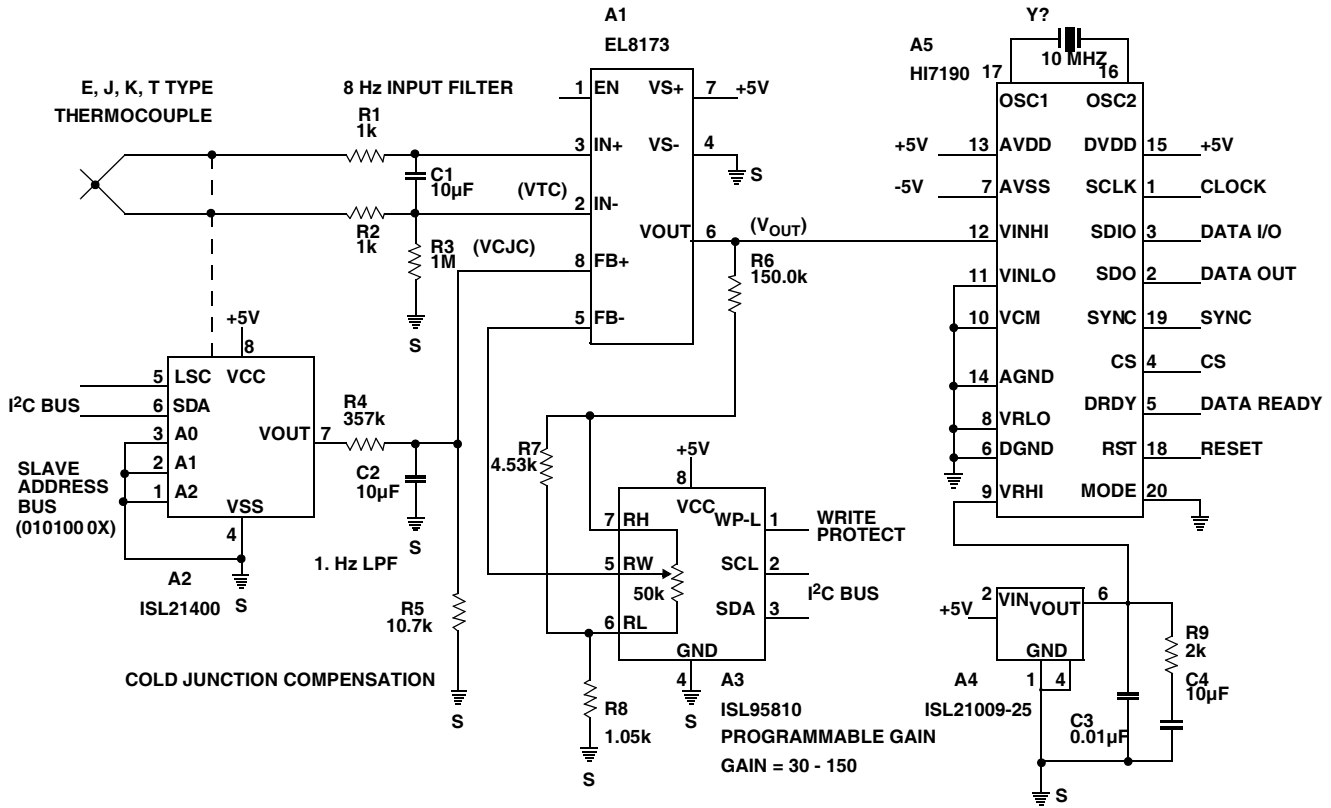 A1
EL8173
Y?
10 MHZ
A5
HI7190
17
16
E, J, K, T TYPE
THERMOCOUPLE
8 Hz INPUT FILTER
R1
1k
C1
10µF
(VTC)
R2
1k
R3
1M
S
(VCJC)
1 EN
VS+ 7
+5V
3 IN+
VS- 4
S
2 IN-
VOUT 6
(VOUT)
8 FB+
5 FB-
R6
150.0k
OSC1
OSC2
+5V
13 AVDD
DVDD 15
+5V
-5V
7 AVSS
SCLK 1
CLOCK
12 VINHI
SDIO 3
DATA I/O
11 VINLO
SDO 2
DATA OUT
10 VCM
SYNC 19
SYNC
CS 4
CS
14 AGND
DRDY 5
DATA READY
8 VRLO
6 DGND
RST 18
RESET
9 VRHI
MODE 20
+5V
8
5 LSC
VCC
I²C BUS
6 SDA
3 A0
VOUT 7
2 A1
1 A2
VSS
4
SLAVE
ADDRESS
BUS
(010100 0X)
A2
ISL21400
S
R4
357k
C2
10µF
S
1. Hz LPF
R5
10.7k
S
COLD JUNCTION COMPENSATION
R7
4.53k
+5V
8
VCC
7 RH
WP-L 1
WRITE
PROTECT
5 RW
SCL 2
50k
I²C BUS
SDA 3
6 RL
GND
4
S
A3
ISL95810
PROGRAMMABLE GAIN
GAIN = 30 - 150
R8
1.05k
S
+5V
2 VIN
VOUT 6
GND
1 4
A4
ISL21009-25
R9
2k
C4
10µF
C3
0.01µF
S